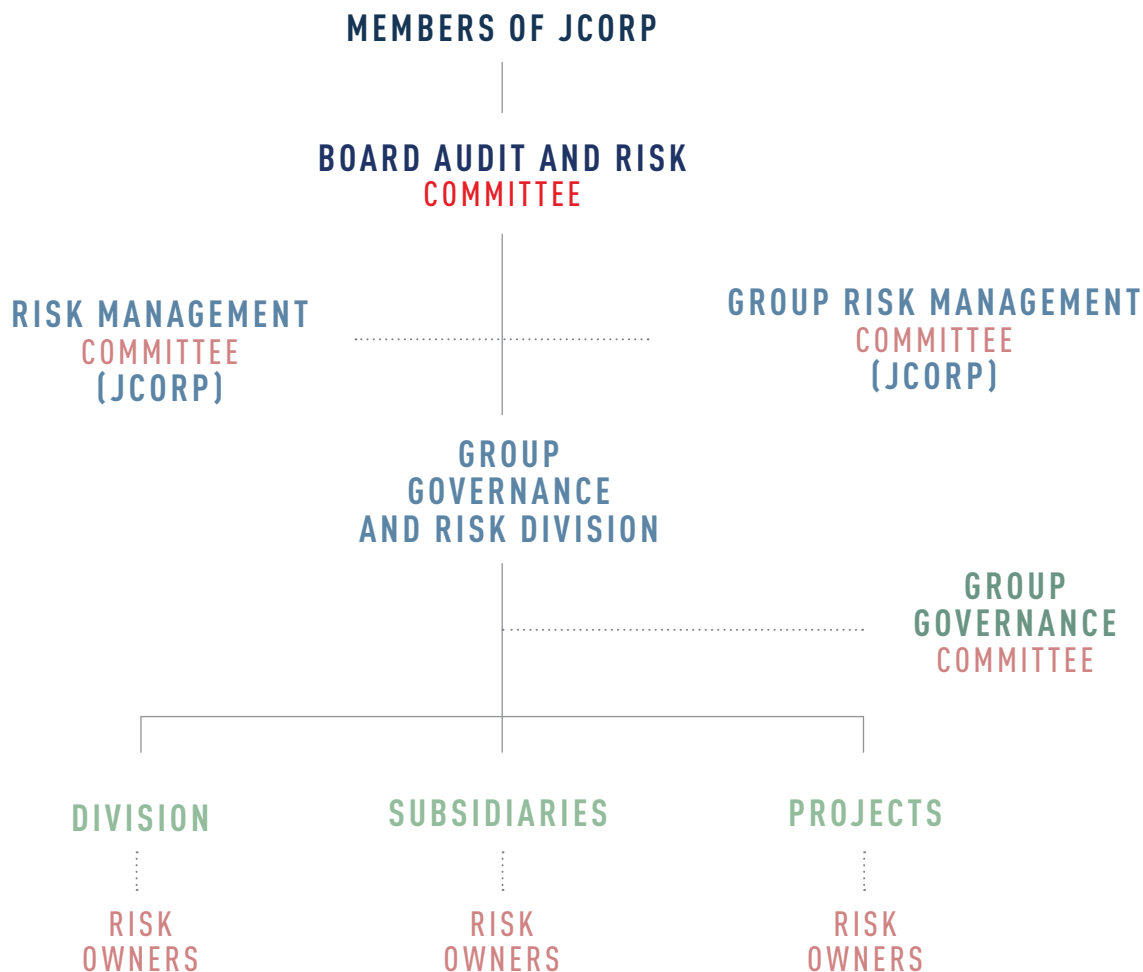 MEMBERS OF JCORP
BOARD AUDIT AND RISK
COMMITTEE
RISK MANAGEMENT
COMMITTEE
(JCORP)
GROUP RISK MANAGEMENT
COMMITTEE
(JCORP)
GROUP
GOVERNANCE
AND RISK DIVISION
GROUP
GOVERNANCE
COMMITTEE
DIVISION
SUBSIDIARIES
PROJECTS
RISK
OWNERS
RISK
OWNERS
RISK
OWNERS